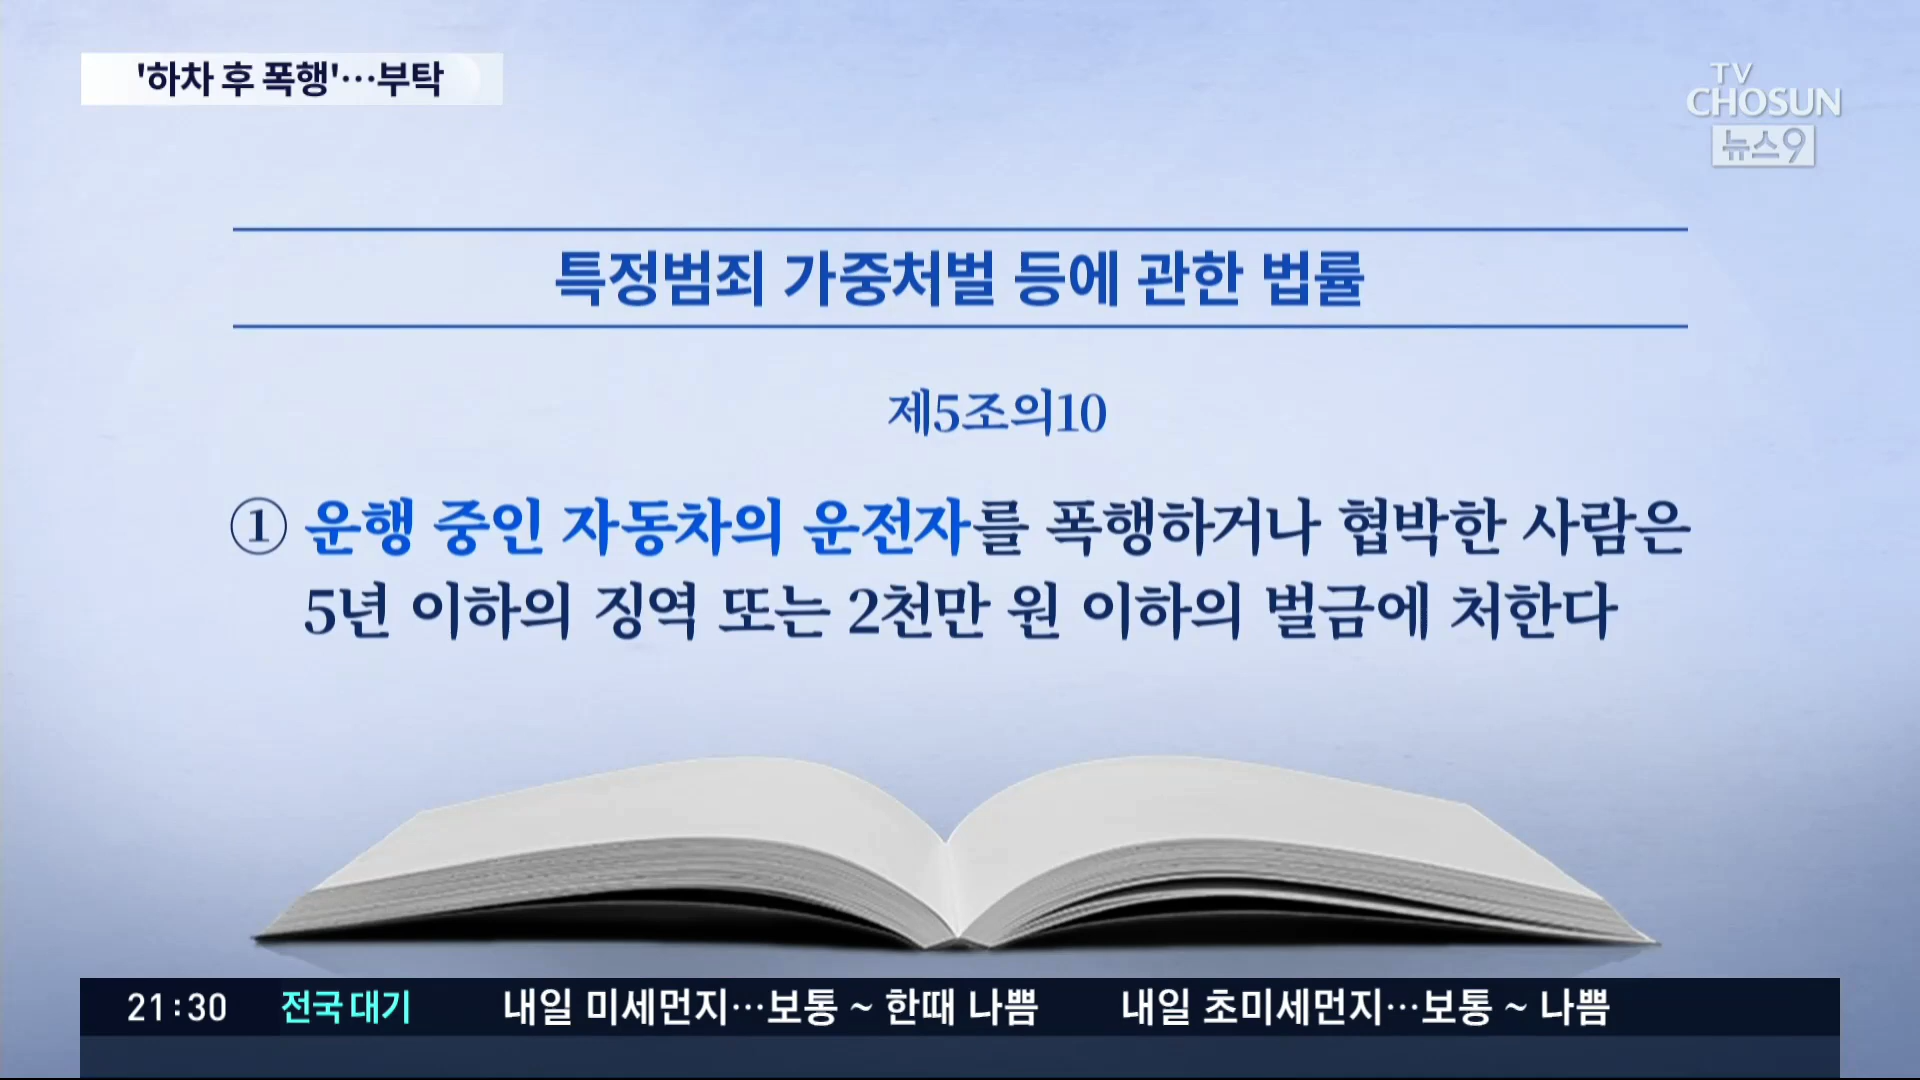 '하차 후 폭행'…부탁
TV
CHOSUN
뉴스9
특정범죄 가중처벌 등에 관한 법률
제5조의10
① 운행 중인 자동차의 운전자를 폭행하거나 협박한 사람은
5년 이하의 징역 또는 2천만 원 이하의 벌금에 처한다
21:30 전국 대기 내일 미세먼지…보통 ~ 한때 나쁨 내일 초미세먼지…보통 ~ 나쁨